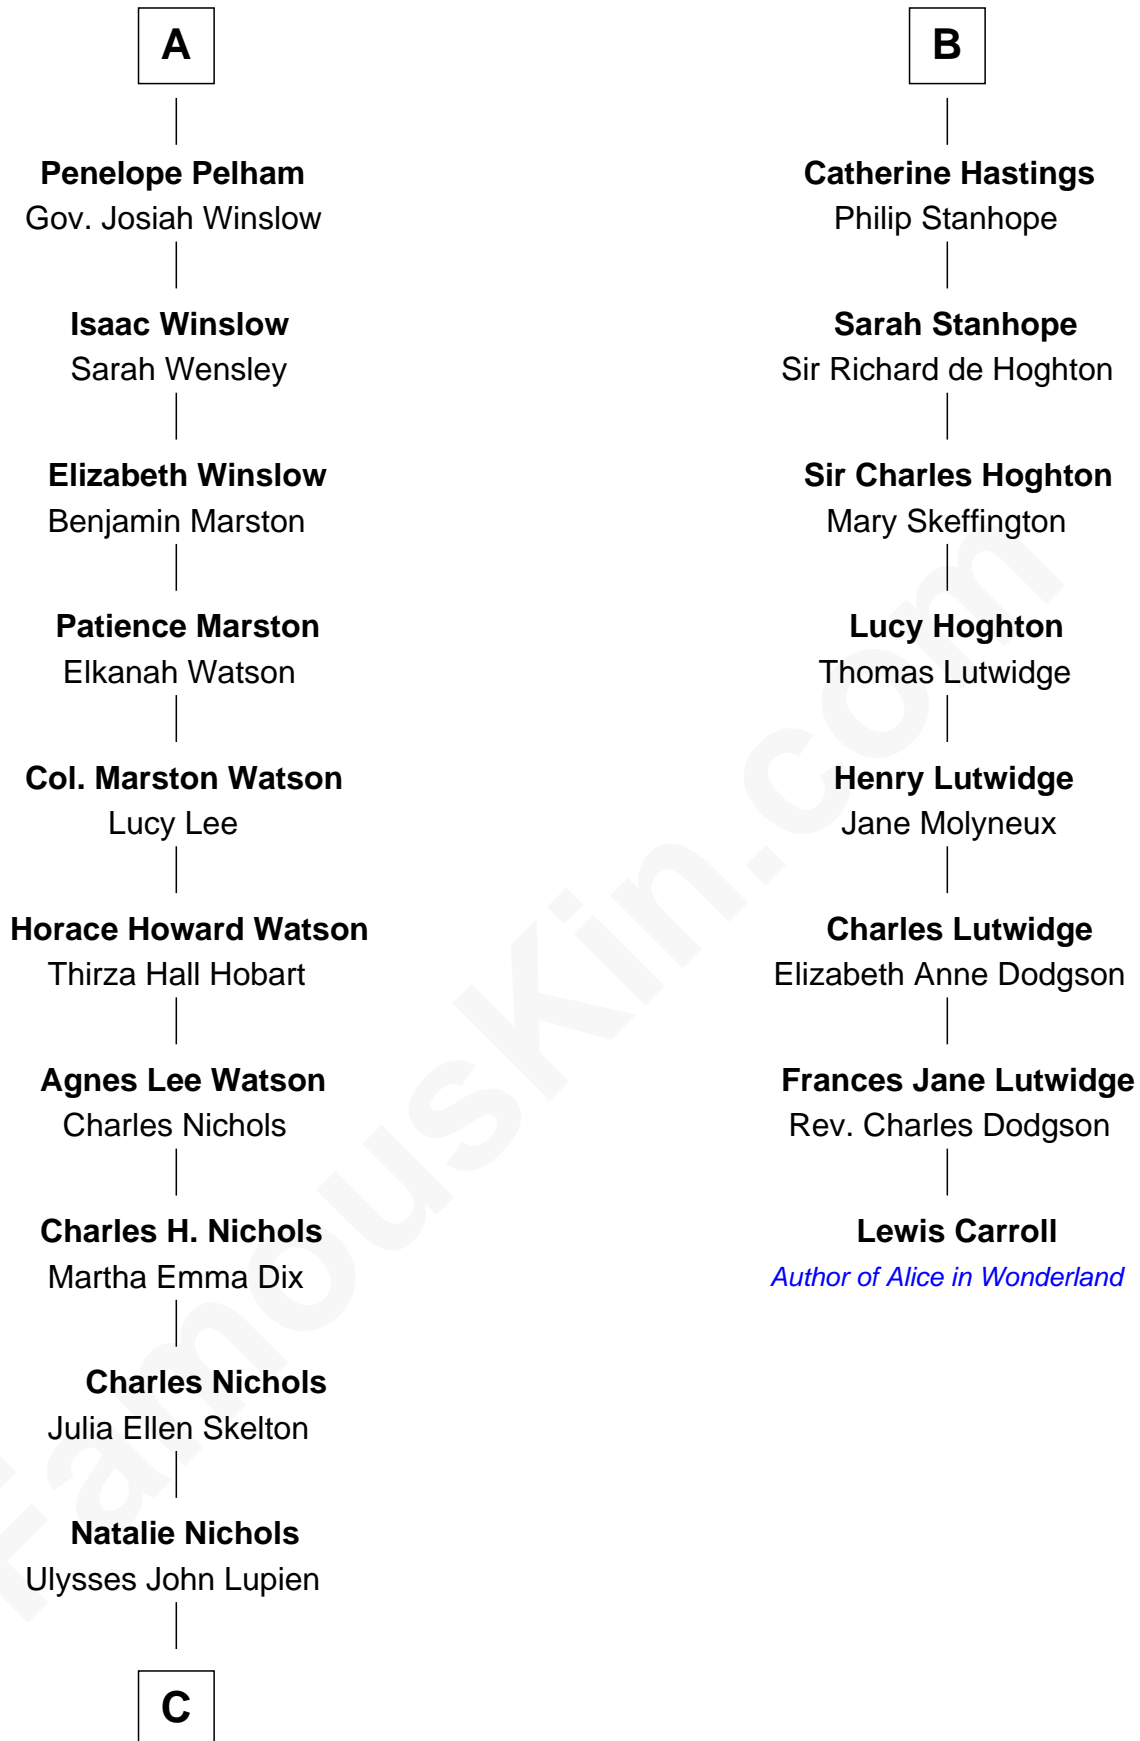 A
Penelope Pelham
Gov. Josiah Winslow
Isaac Winslow
Sarah Wensley
Elizabeth Winslow
Benjamin Marston
Patience Marston
Elkanah Watson
Col. Marston Watson
Lucy Lee
Horace Howard Watson
Thirza Hall Hobart
Agnes Lee Watson
Charles Nichols
Charles H. Nichols
Martha Emma Dix
Charles Nichols
Julia Ellen Skelton
Natalie Nichols
Ulysses John Lupien
C
B
Catherine Hastings
Philip Stanhope
Sarah Stanhope
Sir Richard de Hoghton
Sir Charles Hoghton
Mary Skeffington
Lucy Hoghton
Thomas Lutwidge
Henry Lutwidge
Jane Molyneux
Charles Lutwidge
Elizabeth Anne Dodgson
Frances Jane Lutwidge
Rev. Charles Dodgson
Lewis Carroll
Author of Alice in Wonderland
FamousKin.com